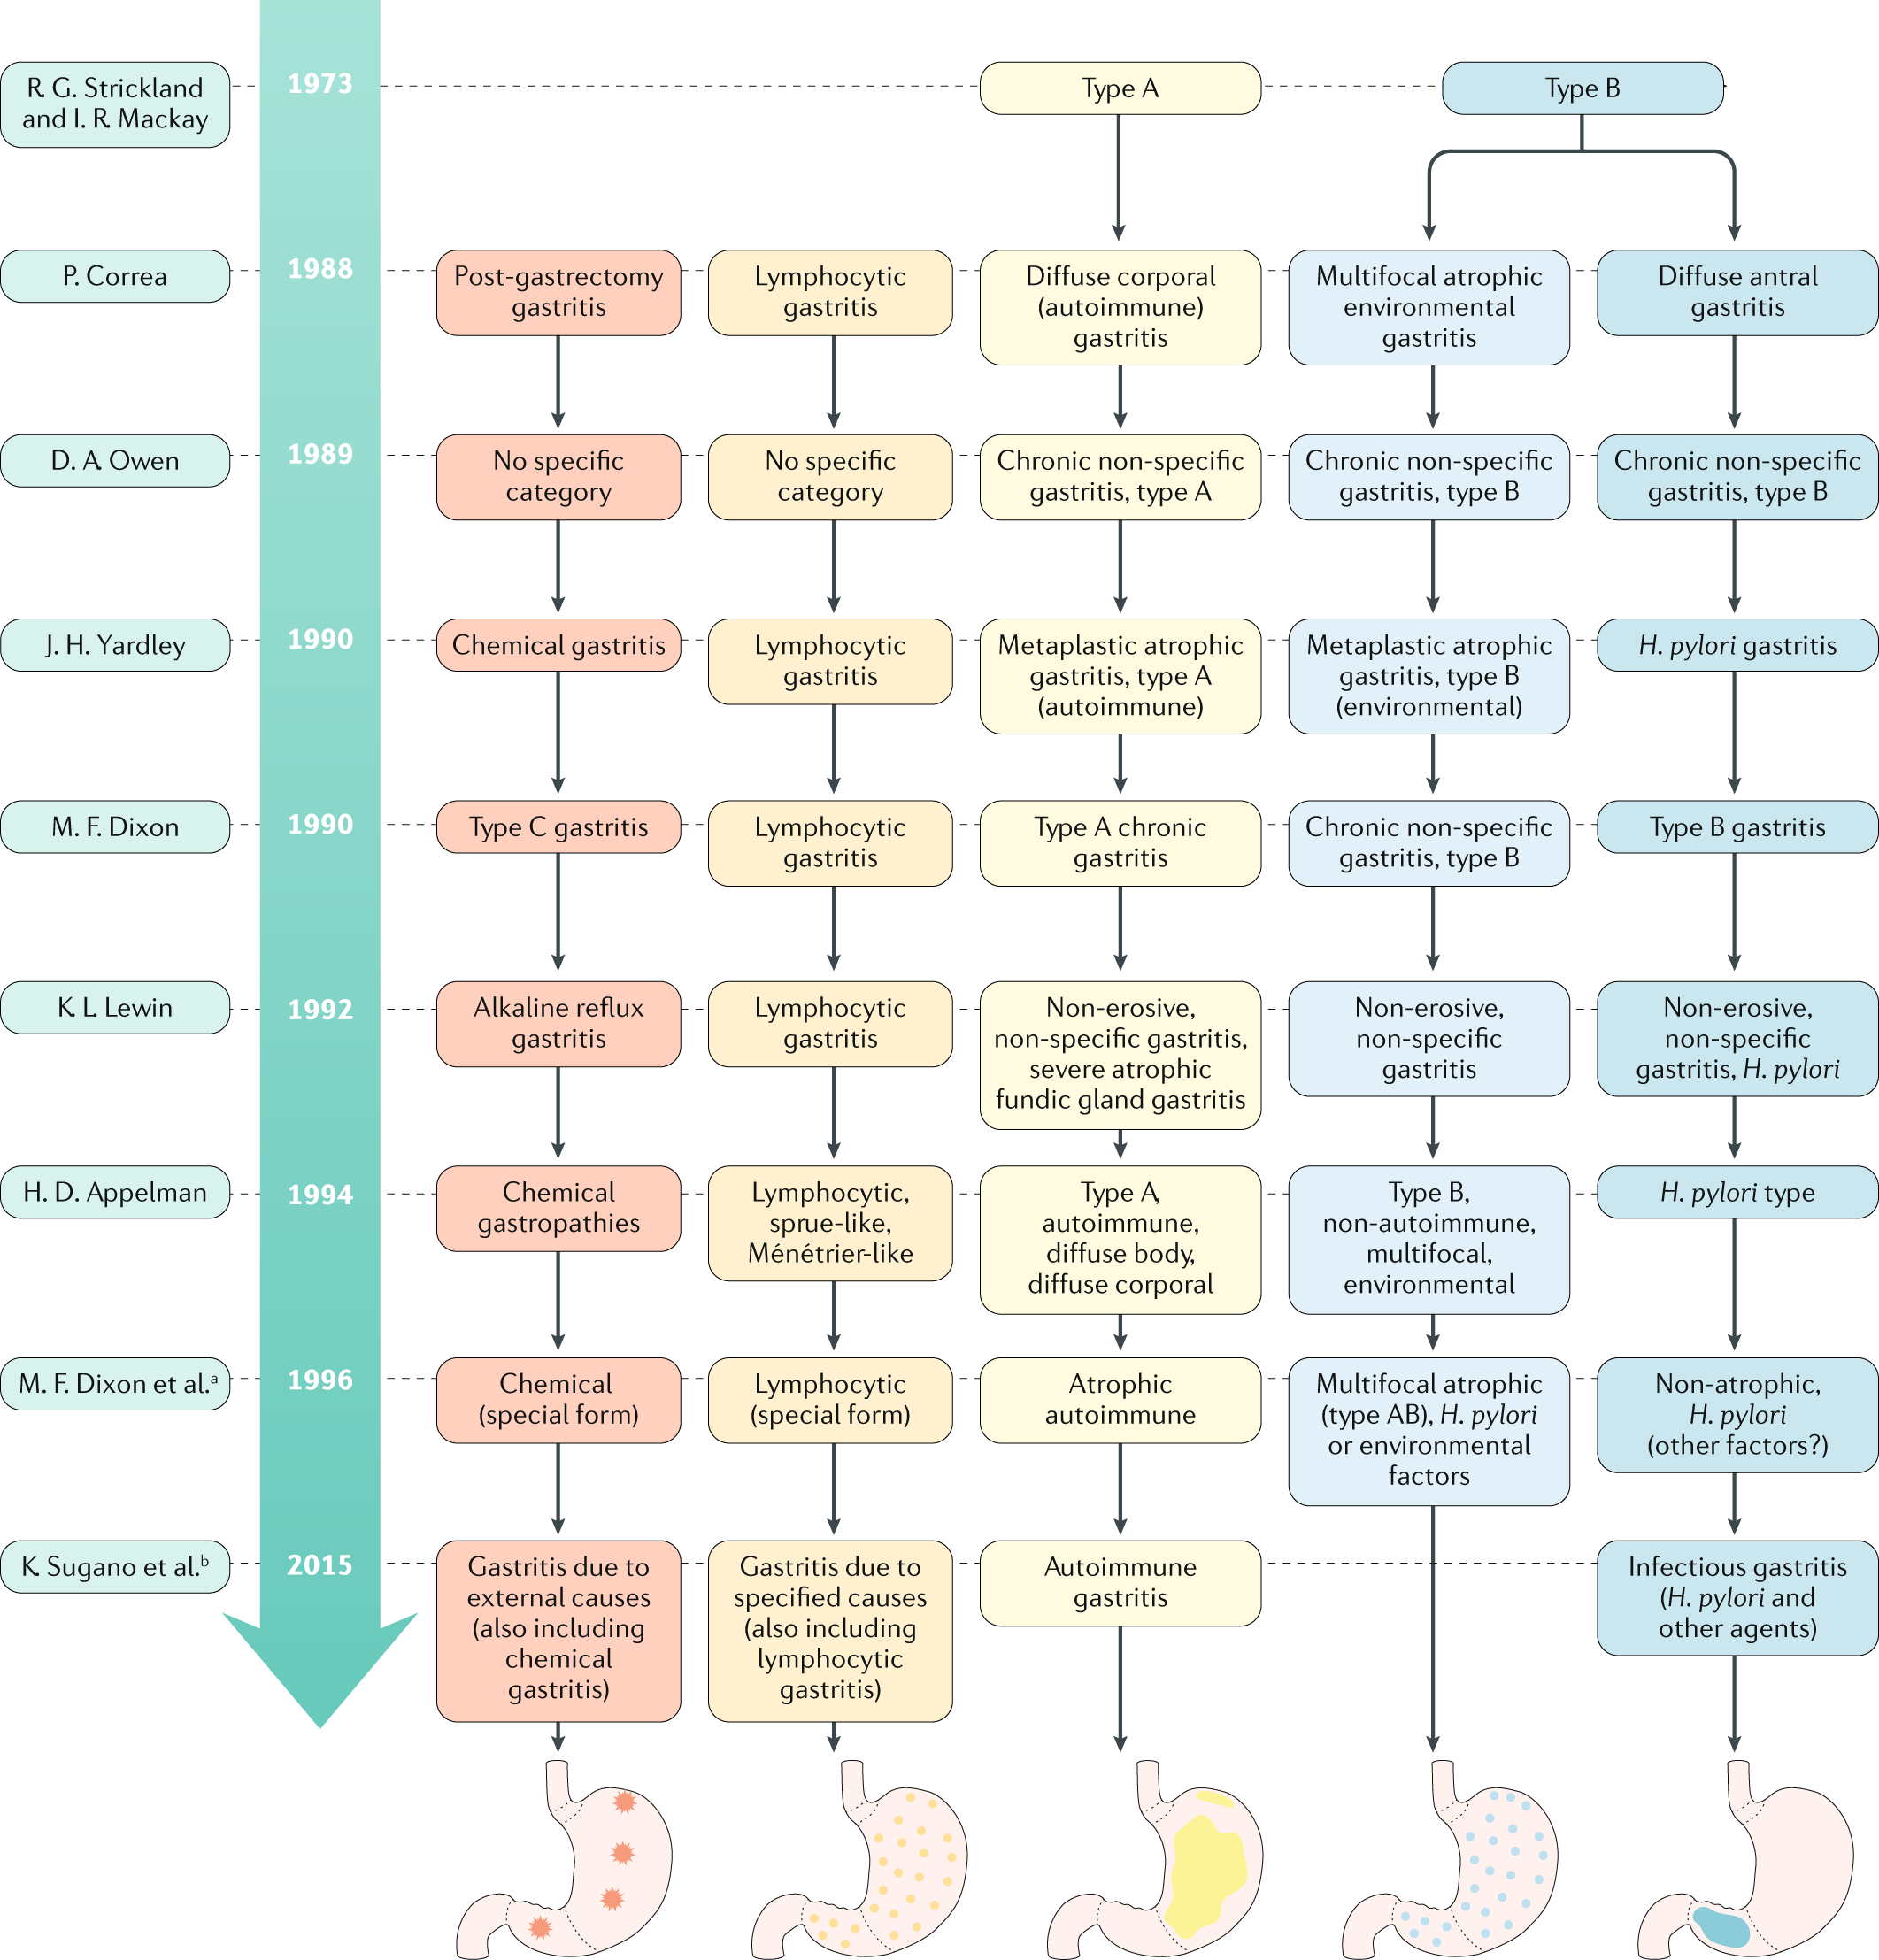 R. G. Strickland
and I. R. Mackay
1973
Type A
Type B
P. Correa
1988
Post-gastrectomy
gastritis
Lymphocytic
gastritis
Diffuse corporal
(autoimmune)
gastritis
Multifocal atrophic
environmental
gastritis
Diffuse antral
gastritis
D. A. Owen
1989
No specific
category
No specific
category
Chronic non-specific
gastritis, type A
Chronic non-specific
gastritis, type B
Chronic non-specific
gastritis, type B
J. H. Yardley
1990
Chemical gastritis
Lymphocytic
gastritis
Metaplastic atrophic
gastritis, type A
(autoimmune)
Metaplastic atrophic
gastritis, type B
(environmental)
H. pylori gastritis
M. F. Dixon
1990
Type C gastritis
Lymphocytic
gastritis
Type A chronic
gastritis
Chronic non-specific
gastritis, type B
Type B gastritis
K. L. Lewin
1992
Alkaline reflux
gastritis
Lymphocytic
gastritis
Non-erosive,
non-specific gastritis,
severe atrophic
fundic gland gastritis
Non-erosive,
non-specific
gastritis
Non-erosive,
non-specific
gastritis, H. pylori
H. D. Appelman
1994
Chemical
gastropathies
Lymphocytic,
sprue-like,
Ménétrier-like
Type A,
autoimmune,
diffuse body,
diffuse corporal
Type B,
non-autoimmune,
multifocal,
environmental
H. pylori type
M. F. Dixon et al.ᵃ
1996
Chemical
(special form)
Lymphocytic
(special form)
Atrophic
autoimmune
Multifocal atrophic
(type AB), H. pylori
or environmental
factors
Non-atrophic,
H. pylori
(other factors?)
K. Sugano et al.ᵇ
2015
Gastritis due to
external causes
(also including
chemical
gastritis)
Gastritis due to
specified causes
(also including
lymphocytic
gastritis)
Autoimmune
gastritis
Infectious gastritis
(H. pylori and
other agents)